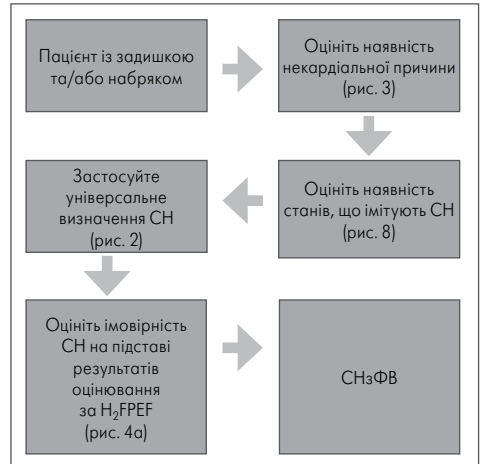 Пацієнт із задишкою
та/або набряком
Оцініть наявність
некардіальної причини
(рис. 3)
Оцініть наявність
станів, що імітують СН
(рис. 8)
Застосуйте
універсальне
визначення СН
(рис. 2)
Оцініть імовірність
СН на підставі
результатів
оцінювання
за H₂FPEF
(рис. 4а)
СНзФВ